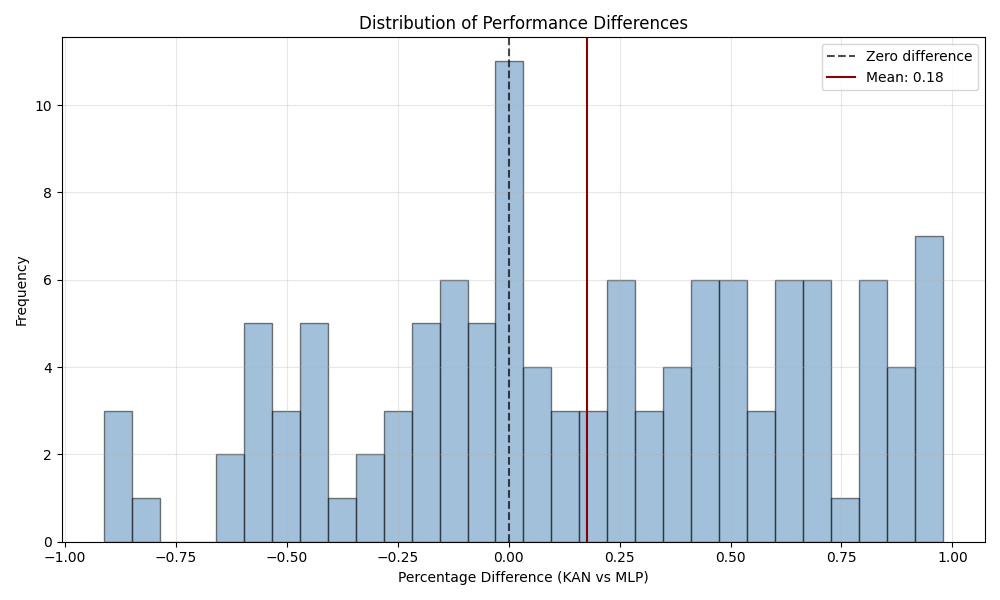 Distribution of Performance Differences
Zero difference
Mean: 0.18
10
8
6
4
2
0
Frequency
−1.00 −0.75 −0.50 −0.25 0.00 0.25 0.50 0.75 1.00
Percentage Difference (KAN vs MLP)